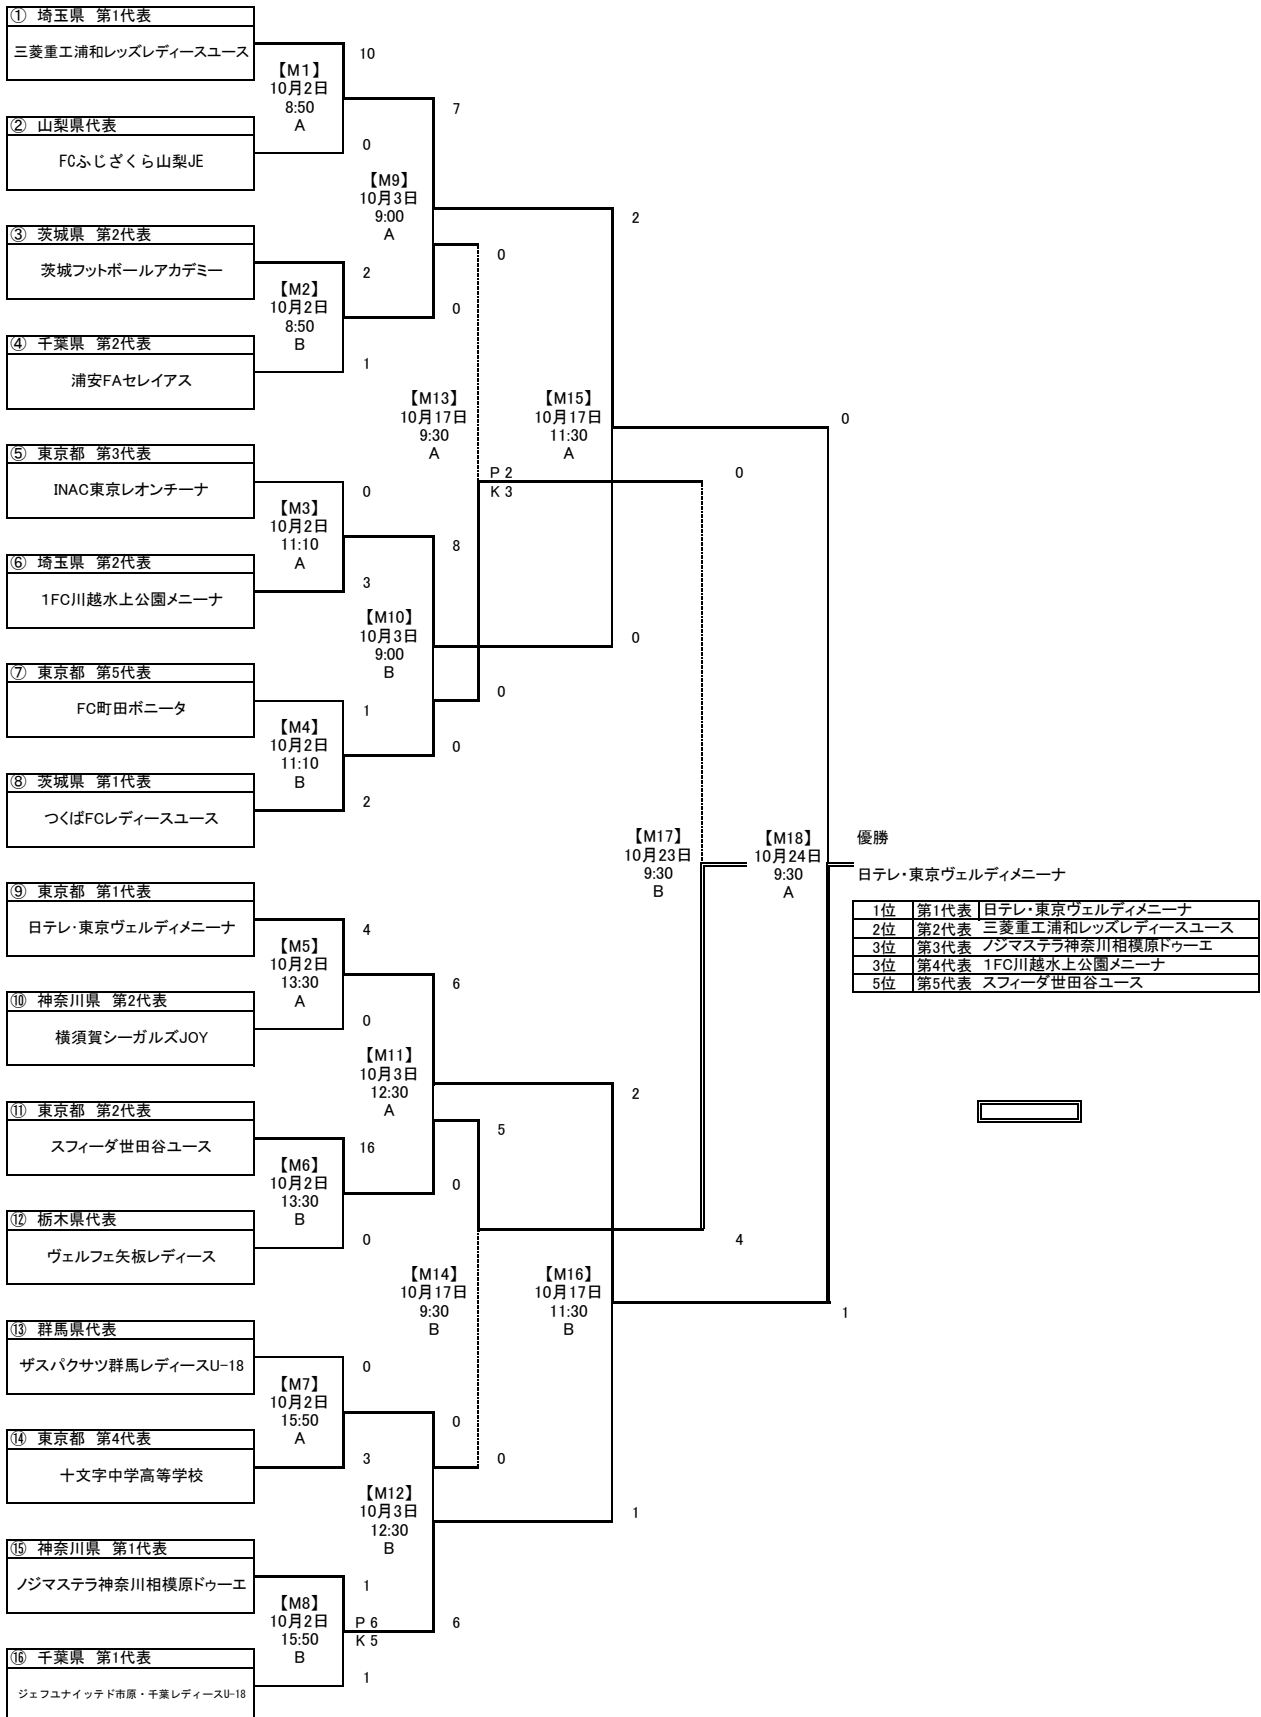 ① 埼玉県 第1代表
三菱重工浦和レッズレディースユース
② 山梨県代表
FCふじざくら山梨JE
③ 茨城県 第2代表
茨城フットボールアカデミー
④ 千葉県 第2代表
浦安FAセレイアス
⑤ 東京都 第3代表
INAC東京レオンチーナ
⑥ 埼玉県 第2代表
1FC川越水上公園メニーナ
⑦ 東京都 第5代表
FC町田ボニータ
⑧ 茨城県 第1代表
つくばFCレディースユース
⑨ 東京都 第1代表
日テレ・東京ヴェルディメニーナ
⑩ 神奈川県 第2代表
横須賀シーガルズJOY
⑪ 東京都 第2代表
スフィーダ世田谷ユース
⑫ 栃木県代表
ヴェルフェ矢板レディース
⑬ 群馬県代表
ザスパクサツ群馬レディースU-18
⑭ 東京都 第4代表
十文字中学高等学校
⑮ 神奈川県 第1代表
ノジマステラ神奈川相模原ドゥーエ
⑯ 千葉県 第1代表
ジェフユナイッテド市原・千葉レディースU-18
10
【M1】
10月2日
8:50
A
0
2
【M2】
10月2日
8:50
B
1
0
【M3】
10月2日
11:10
A
3
1
【M4】
10月2日
11:10
B
2
4
【M5】
10月2日
13:30
A
0
16
【M6】
10月2日
13:30
B
0
0
【M7】
10月2日
15:50
A
3
1
【M8】
10月2日
15:50
B
P 6
K 5
1
7
【M9】
10月3日
9:00
A
0
8
【M10】
10月3日
9:00
B
0
6
【M11】
10月3日
12:30
A
0
0
【M12】
10月3日
12:30
B
6
0
【M13】
10月17日
9:30
A
P 2
K 3
0
5
【M14】
10月17日
9:30
B
0
2
【M15】
10月17日
11:30
A
0
2
【M16】
10月17日
11:30
B
1
0
【M17】
10月23日
9:30
B
4
0
【M18】
10月24日
9:30
A
1
優勝
日テレ・東京ヴェルディメニーナ
1位 第1代表 日テレ・東京ヴェルディメニーナ
2位 第2代表 三菱重工浦和レッズレディースユース
3位 第3代表 ノジマステラ神奈川相模原ドゥーエ
3位 第4代表 1FC川越水上公園メニーナ
5位 第5代表 スフィーダ世田谷ユース